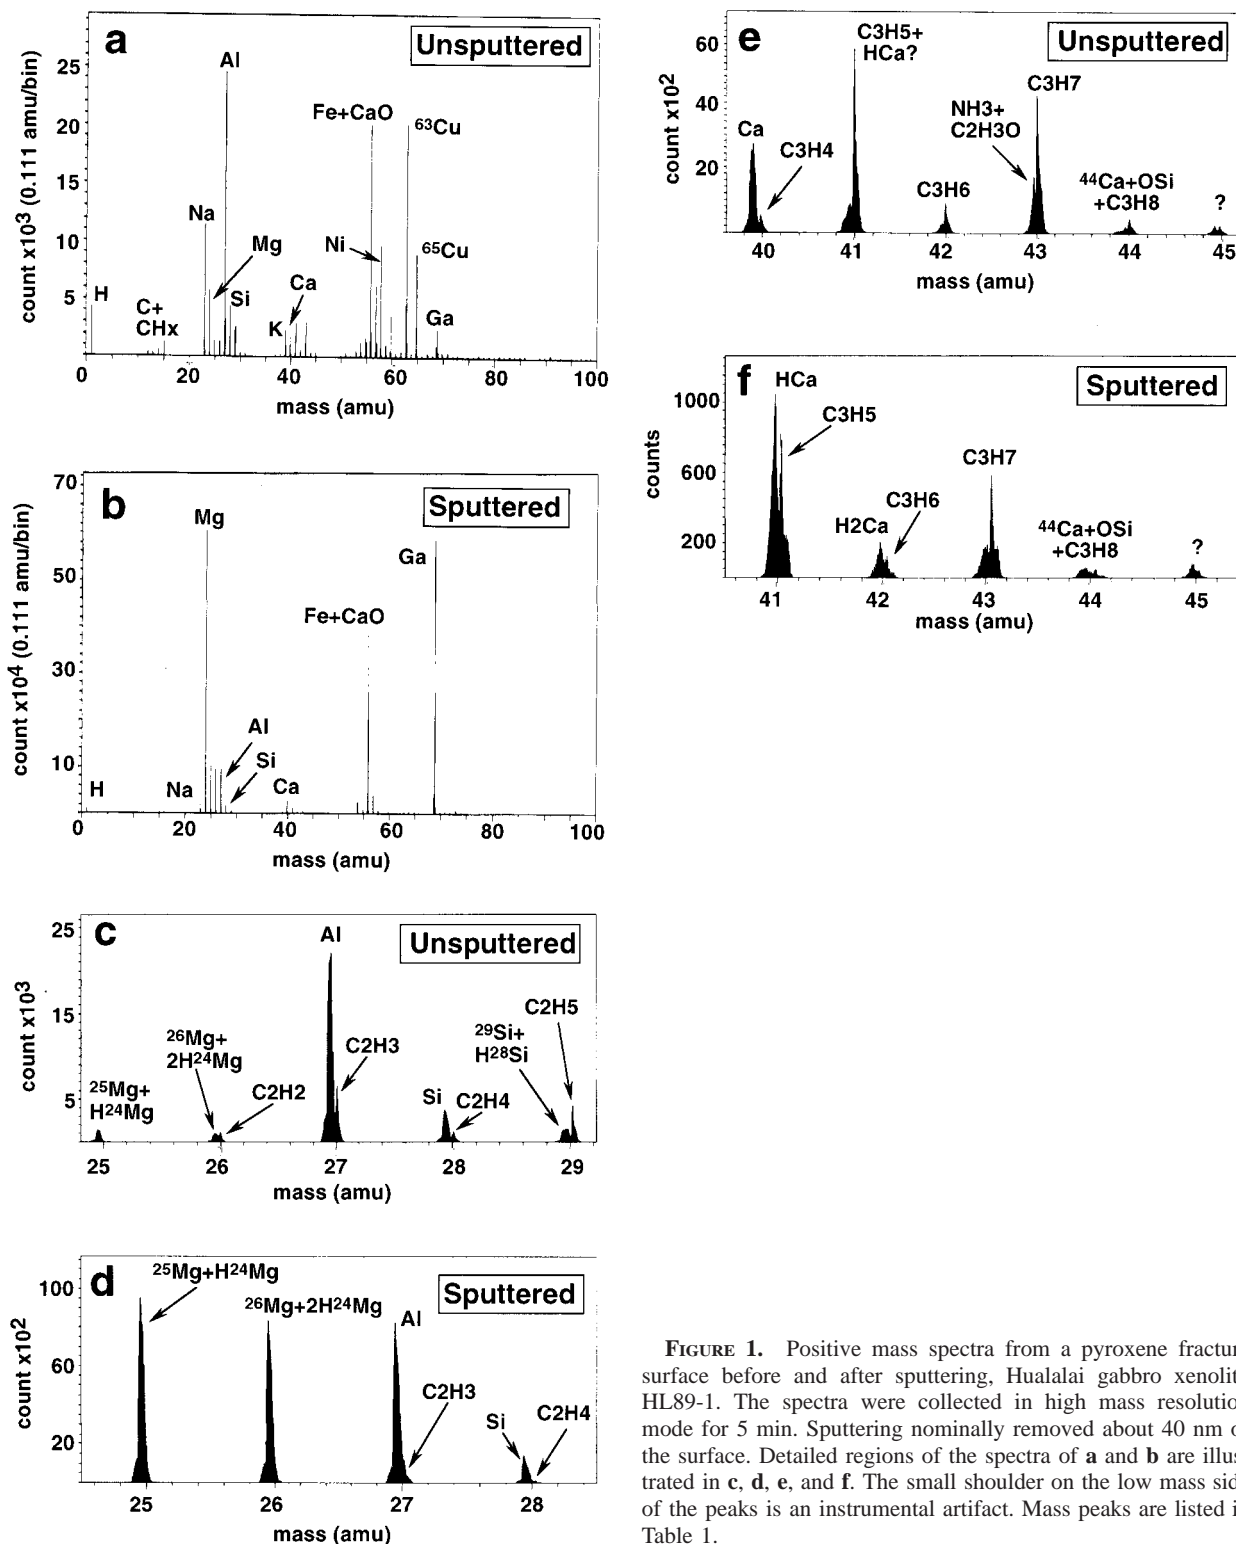 a
Unsputtered
count x10³ (0.111 amu/bin)
25
20
15
10
5
H
C+
CHx
Na
Mg
Al
Si
K
Ca
Fe+CaO
Ni
⁶³Cu
⁶⁵Cu
Ga
0 20 40 60 80 100
mass (amu)
b
Sputtered
count x10⁴ (0.111 amu/bin)
70
50
30
10
H
Na
Mg
Al
Si
Ca
Fe+CaO
Ga
0 20 40 60 80 100
mass (amu)
c
Unsputtered
count x10³
25
15
5
²⁵Mg+
H²⁴Mg
²⁶Mg+
2H²⁴Mg
C2H2
Al
C2H3
Si
C2H4
²⁹Si+
H²⁸Si
C2H5
25 26 27 28 29
mass (amu)
d
Sputtered
count x10²
100
60
20
²⁵Mg+H²⁴Mg
²⁶Mg+2H²⁴Mg
Al
C2H3
Si
C2H4
25 26 27 28
mass (amu)
e
Unsputtered
count x10²
60
40
20
Ca
C3H4
C3H5+
HCa?
C3H6
NH3+
C2H3O
C3H7
⁴⁴Ca+OSi
+C3H8
?
40 41 42 43 44 45
mass (amu)
f
Sputtered
counts
1000
600
200
HCa
C3H5
H2Ca
C3H6
C3H7
⁴⁴Ca+OSi
+C3H8
?
41 42 43 44 45
mass (amu)
FIGURE 1. Positive mass spectra from a pyroxene fractur
surface before and after sputtering, Hualalai gabbro xenolit
HL89-1. The spectra were collected in high mass resolutio
mode for 5 min. Sputtering nominally removed about 40 nm o
the surface. Detailed regions of the spectra of a and b are illus
trated in c, d, e, and f. The small shoulder on the low mass sid
of the peaks is an instrumental artifact. Mass peaks are listed i
Table 1.